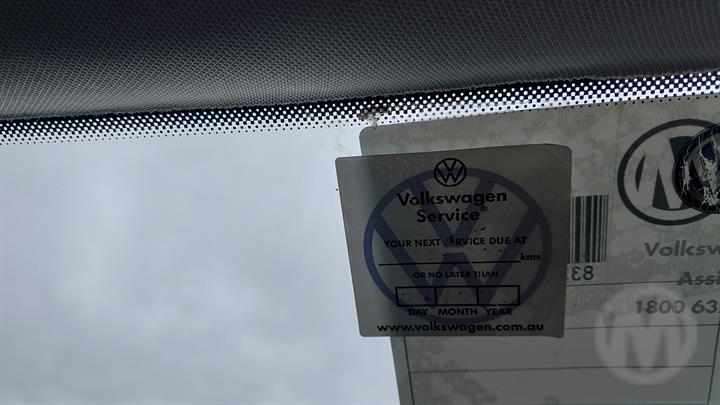 Volkswagen
Service®
YOUR NEXT SERVICE DUE AT
kms
OR NO LATER THAN
DAY MONTH YEAR
www.volkswagen.com.au
Volksw
Assi
1800 63
M